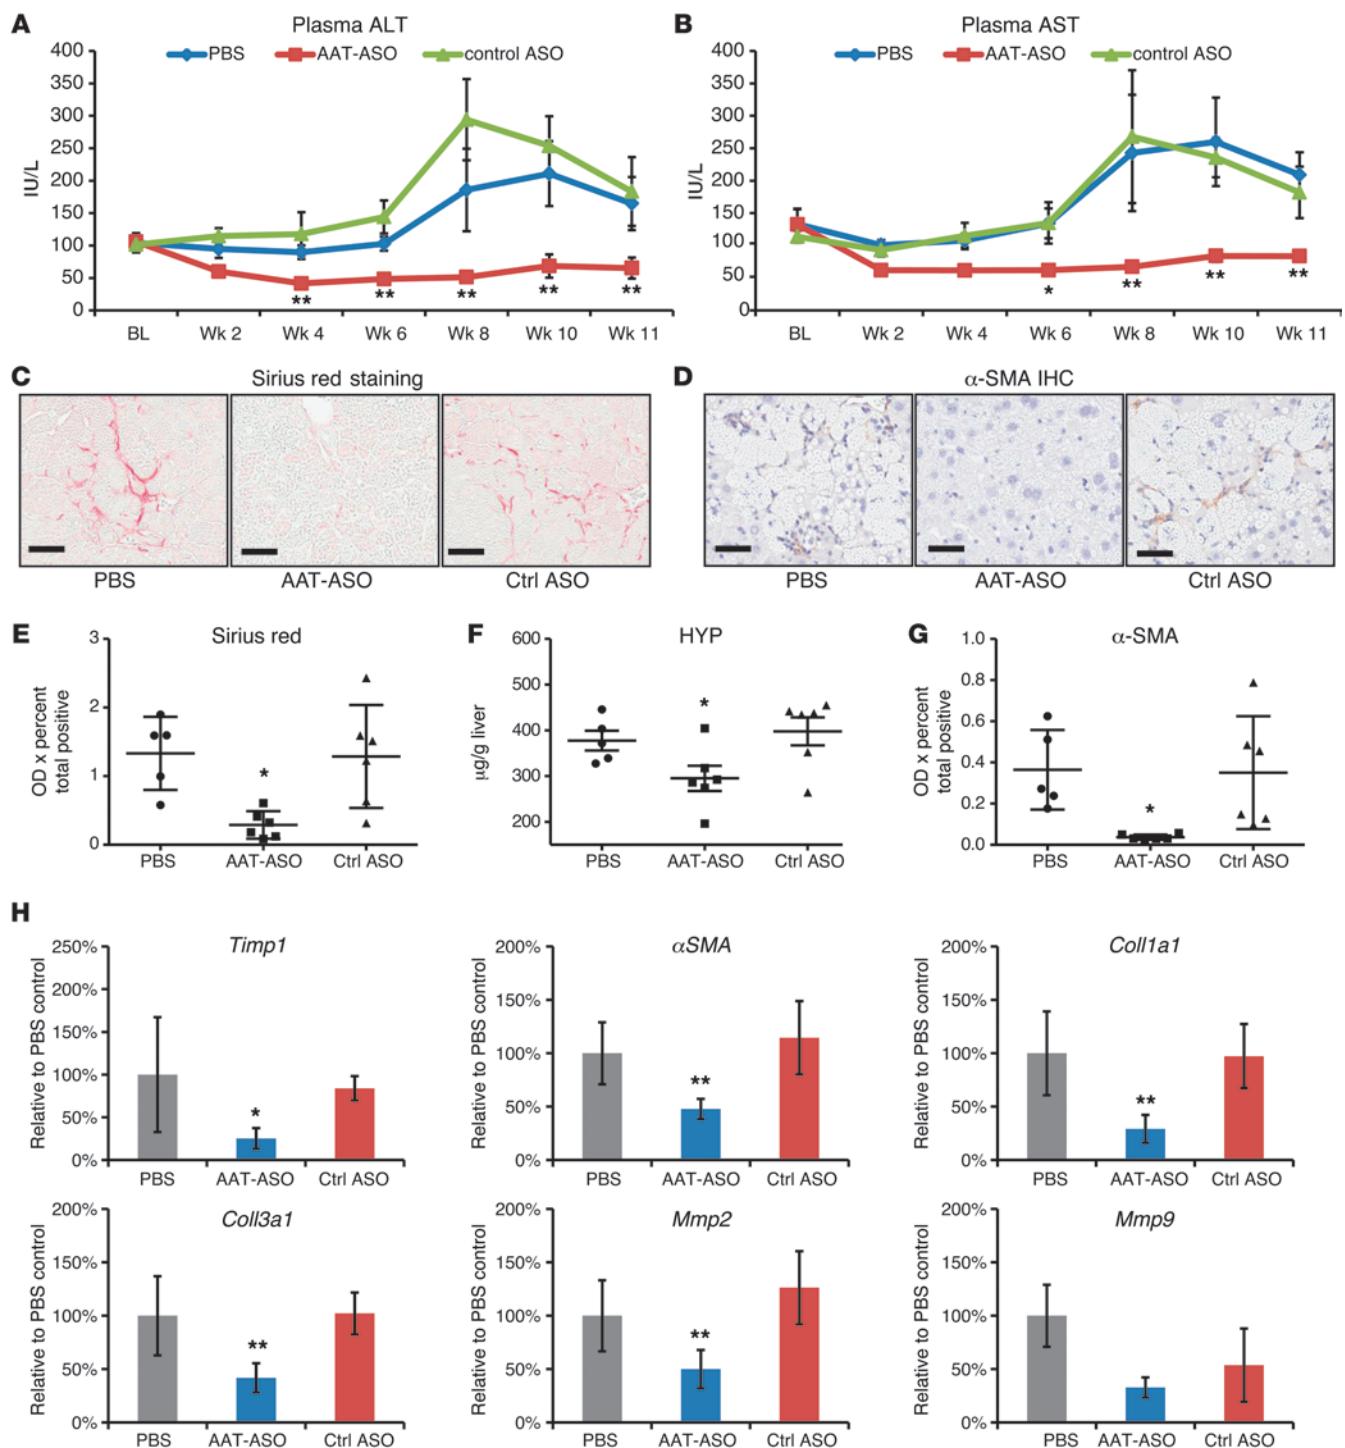 A
Plasma ALT
PBS AAT-ASO control ASO
IU/L
400
350
300
250
200
150
100
50
0
**
**
**
**
**
BL Wk 2 Wk 4 Wk 6 Wk 8 Wk 10 Wk 11
B
Plasma AST
PBS AAT-ASO control ASO
IU/L
400
350
300
250
200
150
100
50
0
*
**
**
**
BL Wk 2 Wk 4 Wk 6 Wk 8 Wk 10 Wk 11
C
Sirius red staining
PBS AAT-ASO Ctrl ASO
D
α-SMA IHC
PBS AAT-ASO Ctrl ASO
E
Sirius red
OD x percent
total positive
3
2
1
0
*
PBS AAT-ASO Ctrl ASO
F
HYP
μg/g liver
600
500
400
300
200
*
PBS AAT-ASO Ctrl ASO
G
α-SMA
OD x percent
total positive
1.0
0.8
0.6
0.4
0.2
0.0
*
PBS AAT-ASO Ctrl ASO
H
Timp1
Relative to PBS control
250%
200%
150%
100%
50%
0%
*
PBS AAT-ASO Ctrl ASO
αSMA
Relative to PBS control
200%
150%
100%
50%
0%
**
PBS AAT-ASO Ctrl ASO
Coll1a1
Relative to PBS control
200%
150%
100%
50%
0%
**
PBS AAT-ASO Ctrl ASO
Coll3a1
Relative to PBS control
200%
150%
100%
50%
0%
**
PBS AAT-ASO Ctrl ASO
Mmp2
Relative to PBS control
200%
150%
100%
50%
0%
**
PBS AAT-ASO Ctrl ASO
Mmp9
Relative to PBS control
200%
150%
100%
50%
0%
PBS AAT-ASO Ctrl ASO